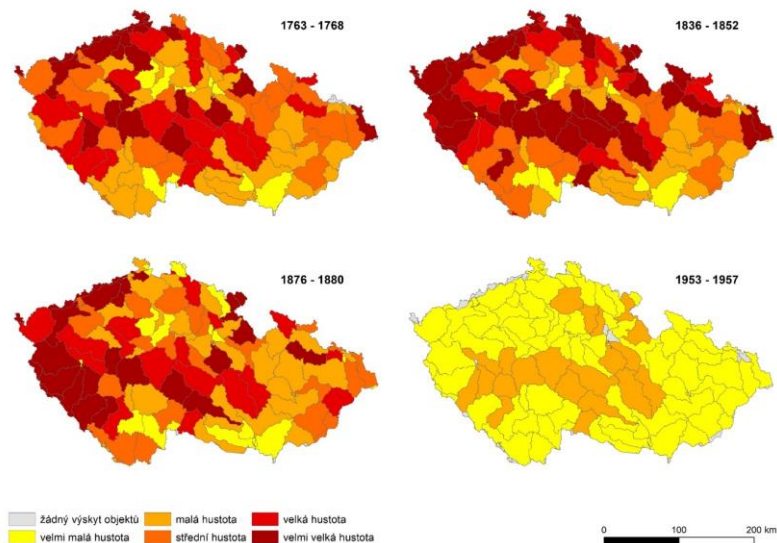 1763 - 1768
1836 - 1852
1876 - 1880
1953 - 1957
žádný výskyt objektů
malá hustota
velká hustota
velmi malá hustota
střední hustota
velmi velká hustota
0 100 200 km